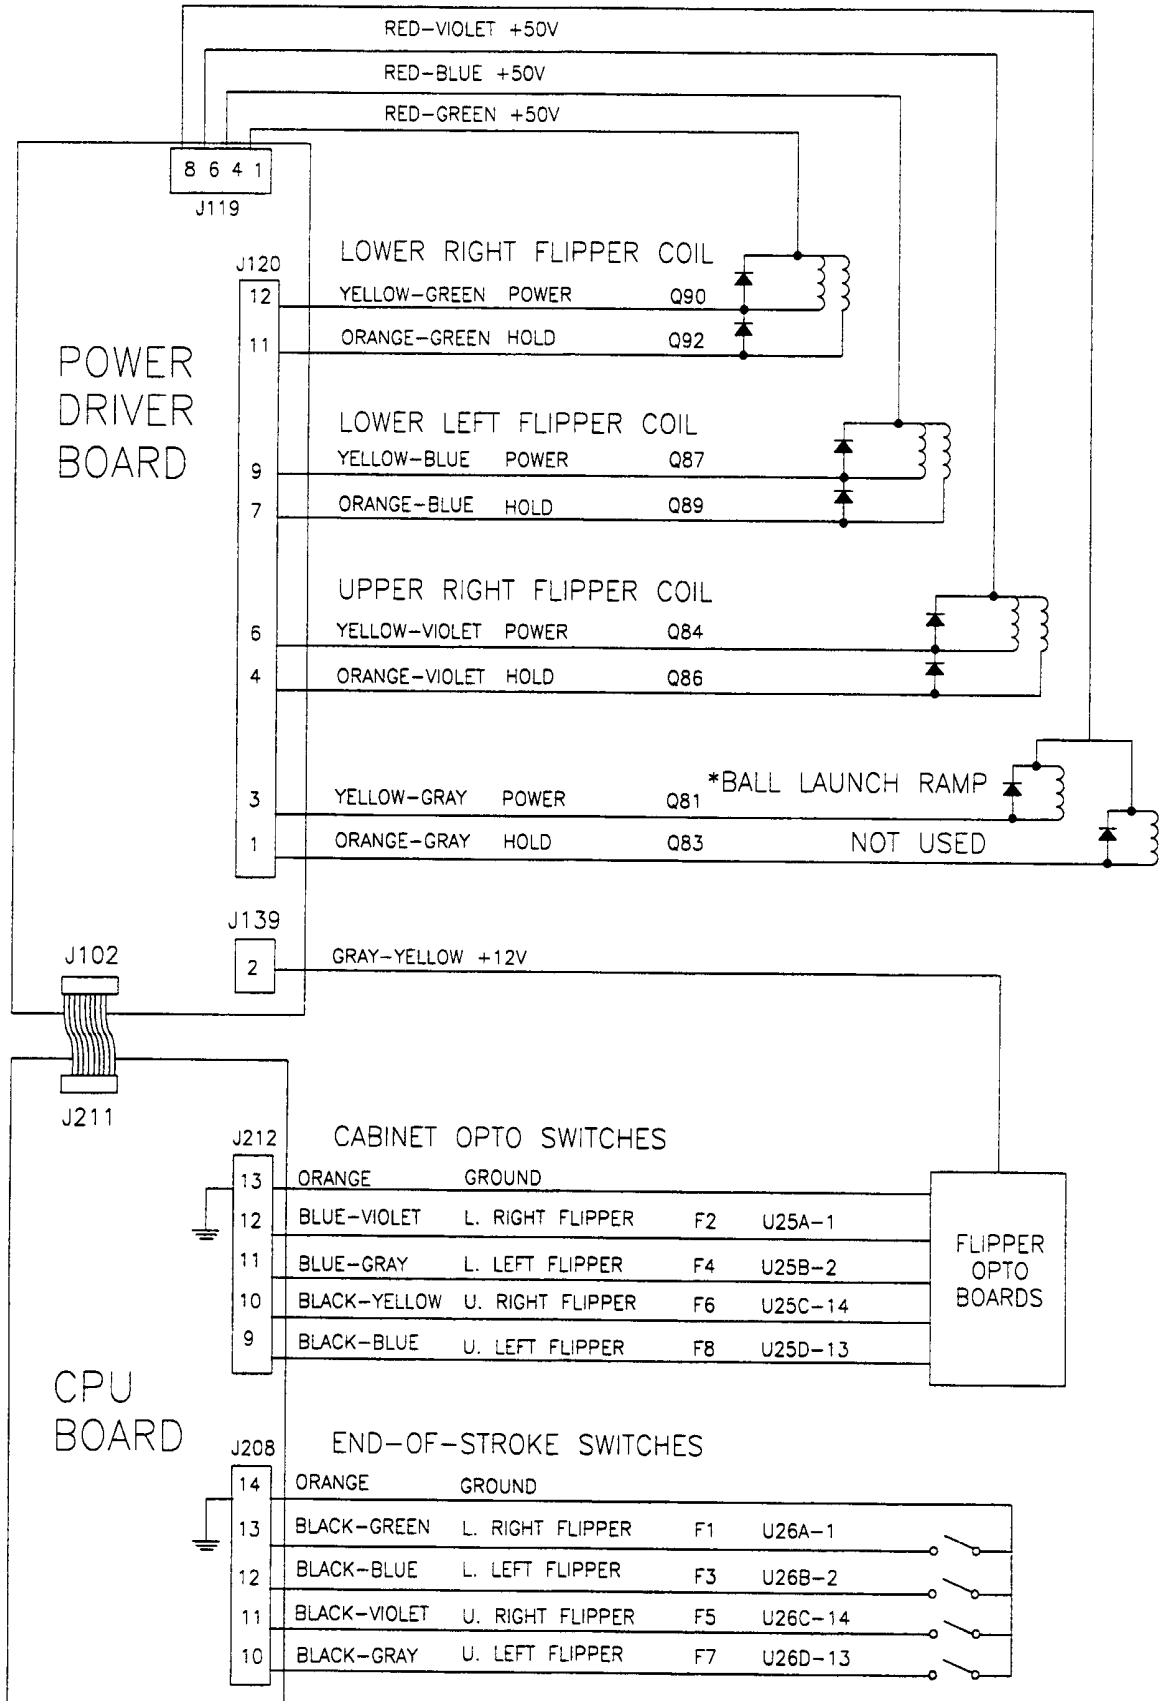 RED-VIOLET +50V
RED-BLUE +50V
RED-GREEN +50V
8 6 4 1
J119
J120
LOWER RIGHT FLIPPER COIL
12 YELLOW-GREEN POWER Q90
11 ORANGE-GREEN HOLD Q92
POWER
DRIVER
BOARD
LOWER LEFT FLIPPER COIL
9 YELLOW-BLUE POWER Q87
7 ORANGE-BLUE HOLD Q89
UPPER RIGHT FLIPPER COIL
6 YELLOW-VIOLET POWER Q84
4 ORANGE-VIOLET HOLD Q86
*BALL LAUNCH RAMP
3 YELLOW-GRAY POWER Q81
1 ORANGE-GRAY HOLD Q83 NOT USED
J139
2 GRAY-YELLOW +12V
J102
J211
J212 CABINET OPTO SWITCHES
13 ORANGE GROUND
12 BLUE-VIOLET L. RIGHT FLIPPER F2 U25A-1
11 BLUE-GRAY L. LEFT FLIPPER F4 U25B-2
10 BLACK-YELLOW U. RIGHT FLIPPER F6 U25C-14
9 BLACK-BLUE U. LEFT FLIPPER F8 U25D-13
FLIPPER
OPTO
BOARDS
CPU
BOARD
J208 END-OF-STROKE SWITCHES
14 ORANGE GROUND
13 BLACK-GREEN L. RIGHT FLIPPER F1 U26A-1
12 BLACK-BLUE L. LEFT FLIPPER F3 U26B-2
11 BLACK-VIOLET U. RIGHT FLIPPER F5 U26C-14
10 BLACK-GRAY U. LEFT FLIPPER F7 U26D-13